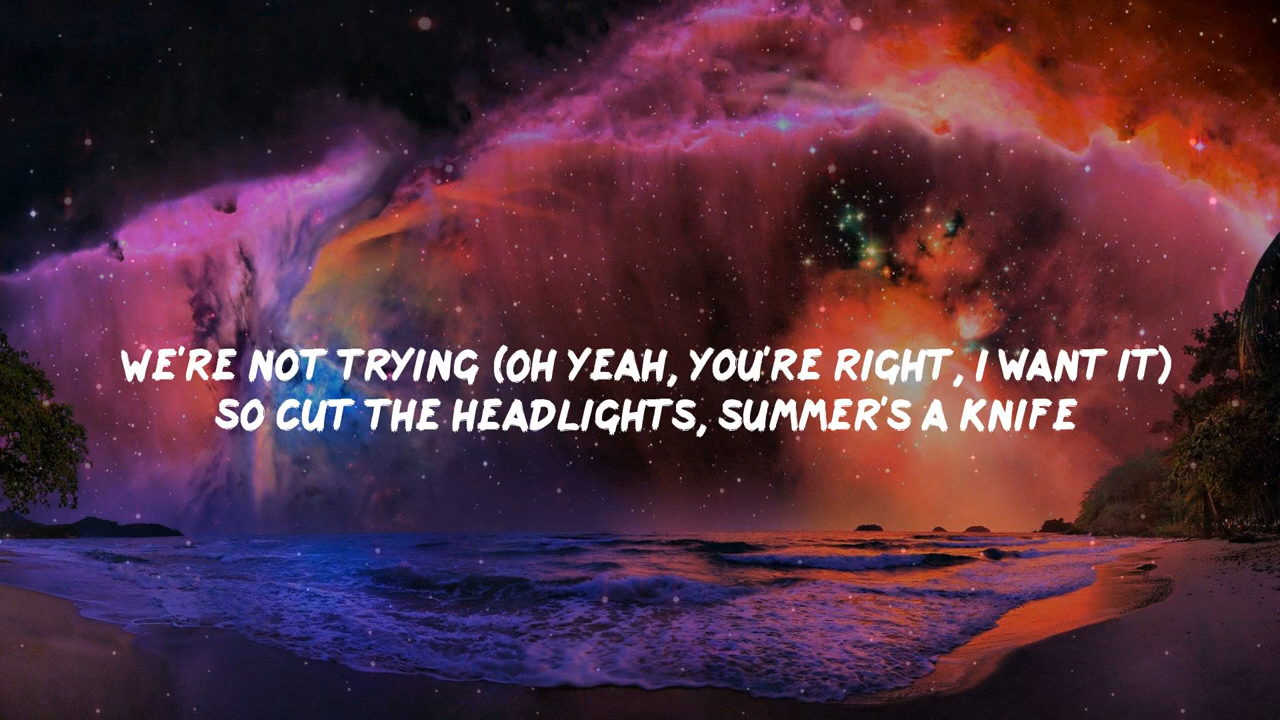 WE'RE NOT TRYING (OH YEAH, YOU'RE RIGHT, I WANT IT)
SO CUT THE HEADLIGHTS, SUMMER'S A KNIFE